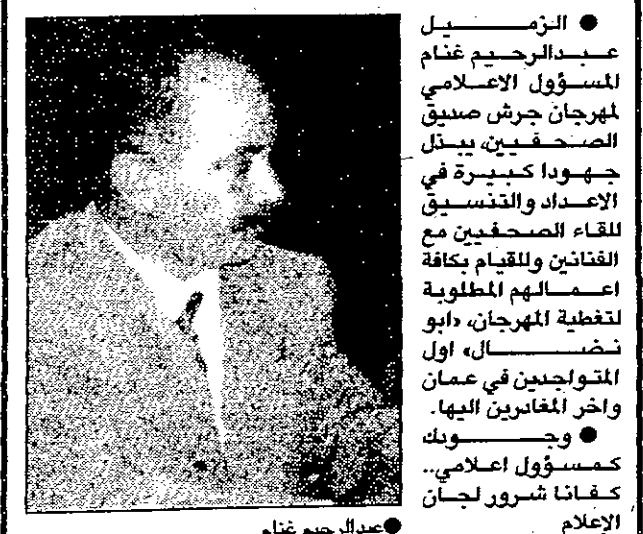 ● الزميل
عبدالرحيم غنام
المسؤول الاعلامي
لمهرجان جرش صديق
الصحفيين، يبذل
جهودا كبيرة في
الاعداد والتنسيق
للقاء الصحفيين مع
الفنانين وللقيام بكافة
اعمالهم المطلوبة
لتغطية المهرجان، «ابو
نضال» اول
المتواجدين في عمان
واخر المغادرين اليها.
● وجودك
كمسؤول اعلامي..
كفانا شرور لجان
الإعلام
●عبدالرحيم غنام